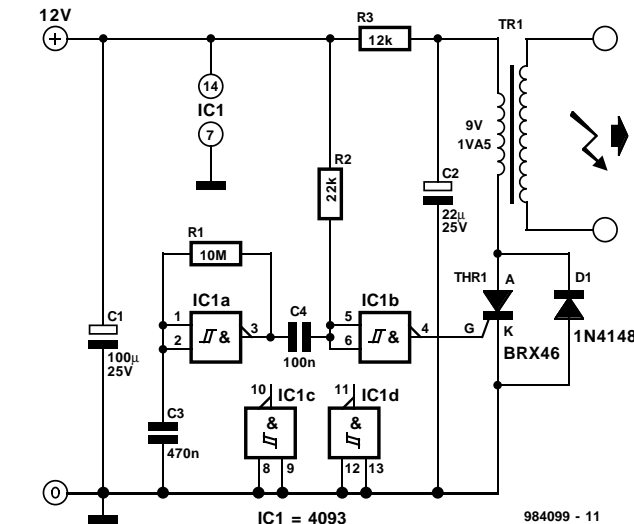 12V
TR1
R3
12k
14
IC1
7
9V
1VA5
R2
22k
C2
22µ
25V
R1
10M
THR1
A
D1
IC1a
C4
IC1b
1
2
&
3
5
6
&
4
G
K
1N4148
BRX46
C1
100µ
25V
100n
C3
470n
10
IC1c
11
IC1d
&
&
8
9
12
13
0
IC1 = 4093
984099 - 11